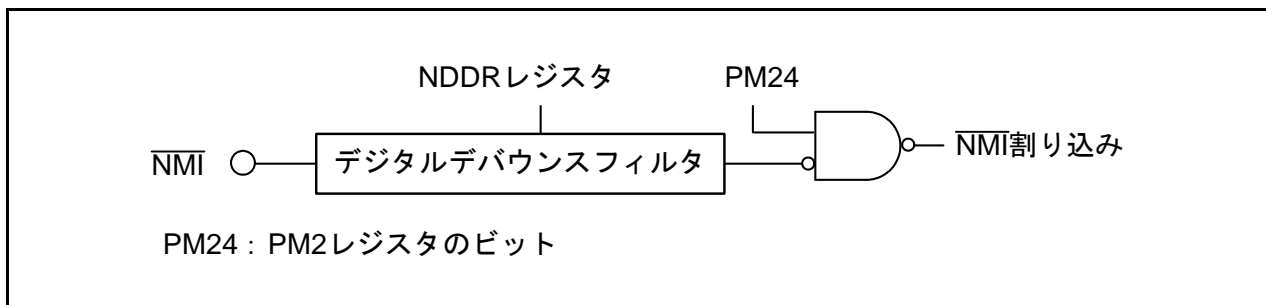 NDDRレジスタ
PM24
NMI
デジタルデバウンスフィルタ
NMI割り込み
PM24：PM2レジスタのビット